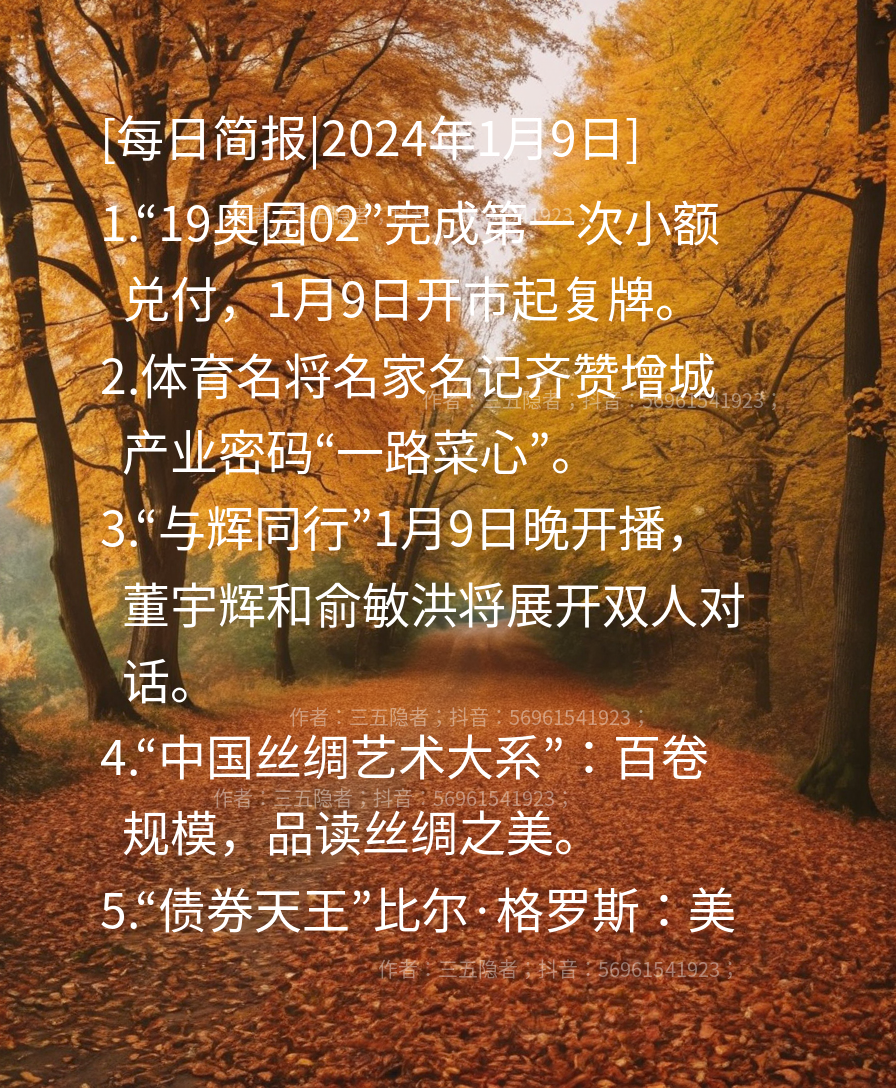 [每日简报|2024年1月9日]
1.“19奥园02”完成第一次小额
兑付，1月9日开市起复牌。
2.体育名将名家名记齐赞增城
作者：三五隐者；抖音：56961541923；
产业密码“一路菜心”。
3.“与辉同行”1月9日晚开播，
董宇辉和俞敏洪将展开双人对
话。
作者：三五隐者；抖音：56961541923；
4.“中国丝绸艺术大系”：百卷
作者：三五隐者；抖音：56961541923；
规模，品读丝绸之美。
5.“债券天王”比尔·格罗斯：美
作者：三五隐者；抖音：56961541923；